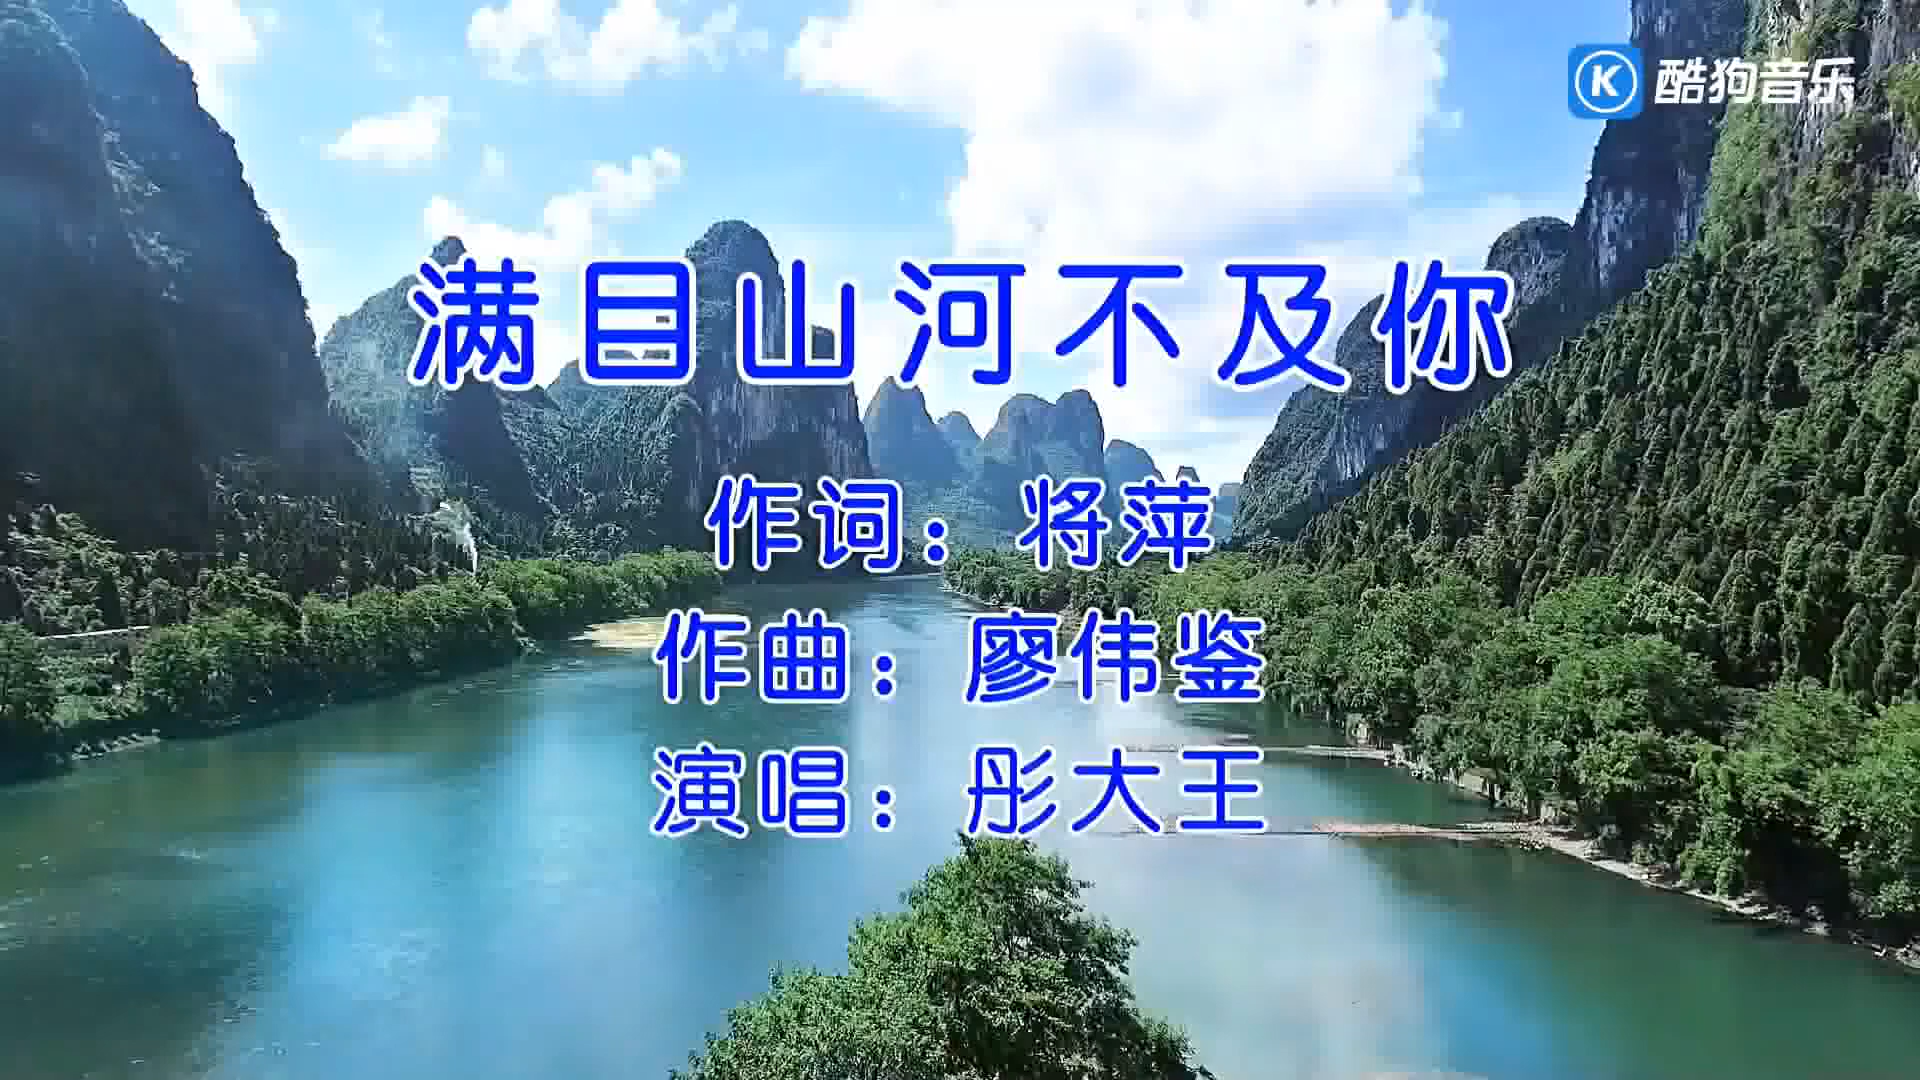 酷狗音乐
满目山河不及你
作词：将萍
作曲：廖伟鉴
演唱：彤大王